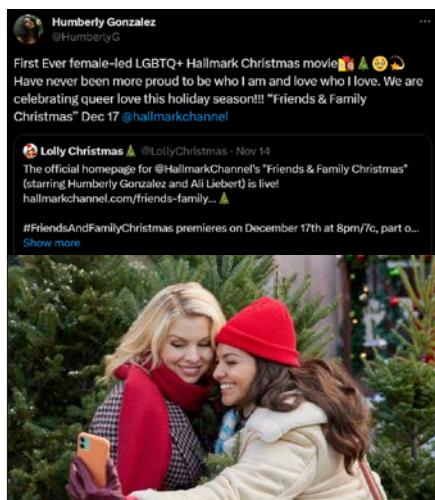 Humberly Gonzalez
@HumberlyG
First Ever female-led LGBTQ+ Hallmark Christmas movie🎅🎄🥹💫
Have never been more proud to be who I am and love who I love. We are
celebrating queer love this holiday season!!! “Friends & Family
Christmas” Dec 17 @hallmarkchannel
Lolly Christmas🎄 @LollyChristmas · Nov 14
The official homepage for @HallmarkChannel's "Friends & Family Christmas"
(starring Humberly Gonzalez and Ali Liebert) is live!
hallmarkchannel.com/friends-family...🎄
#FriendsAndFamilyChristmas premieres on December 17th at 8pm/7c, part o...
Show more